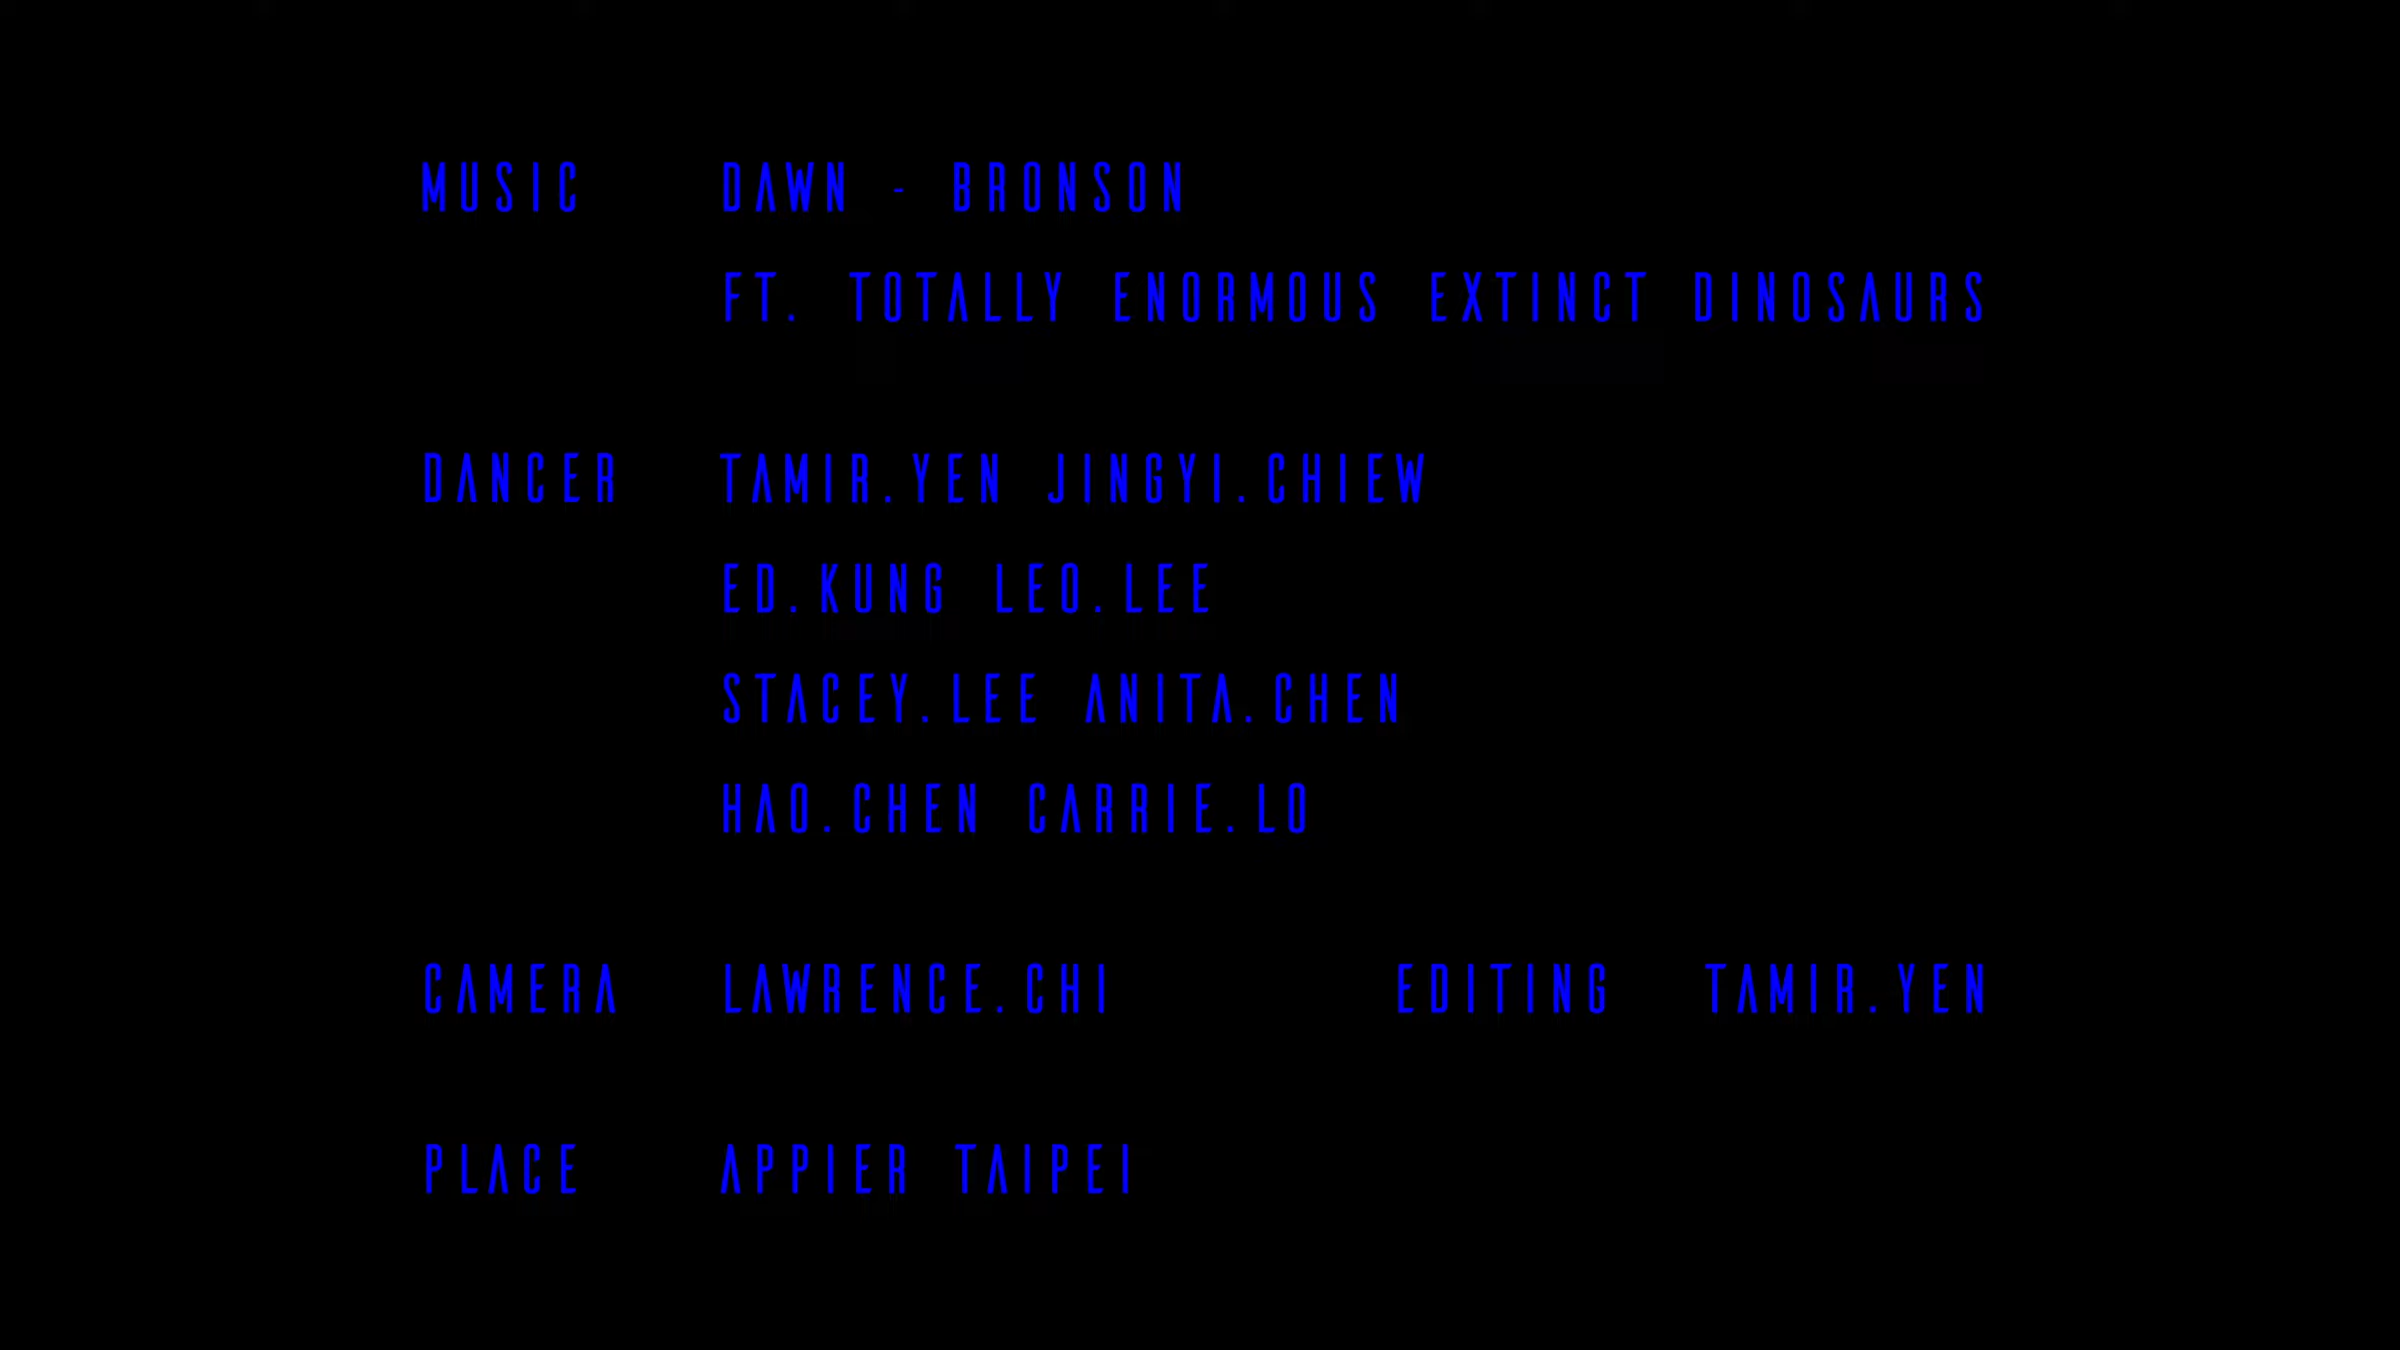 MUSIC DAWN - BRONSON
FT. TOTALLY ENORMOUS EXTINCT DINOSAURS
DANCER TAMIR.YEN JINGYI.CHIEW
ED.KUNG LEO.LEE
STACEY.LEE ANITA.CHEN
HAO.CHEN CARRIE.LO
CAMERA LAWRENCE.CHI EDITING TAMIR.YEN
PLACE APPIER TAIPEI